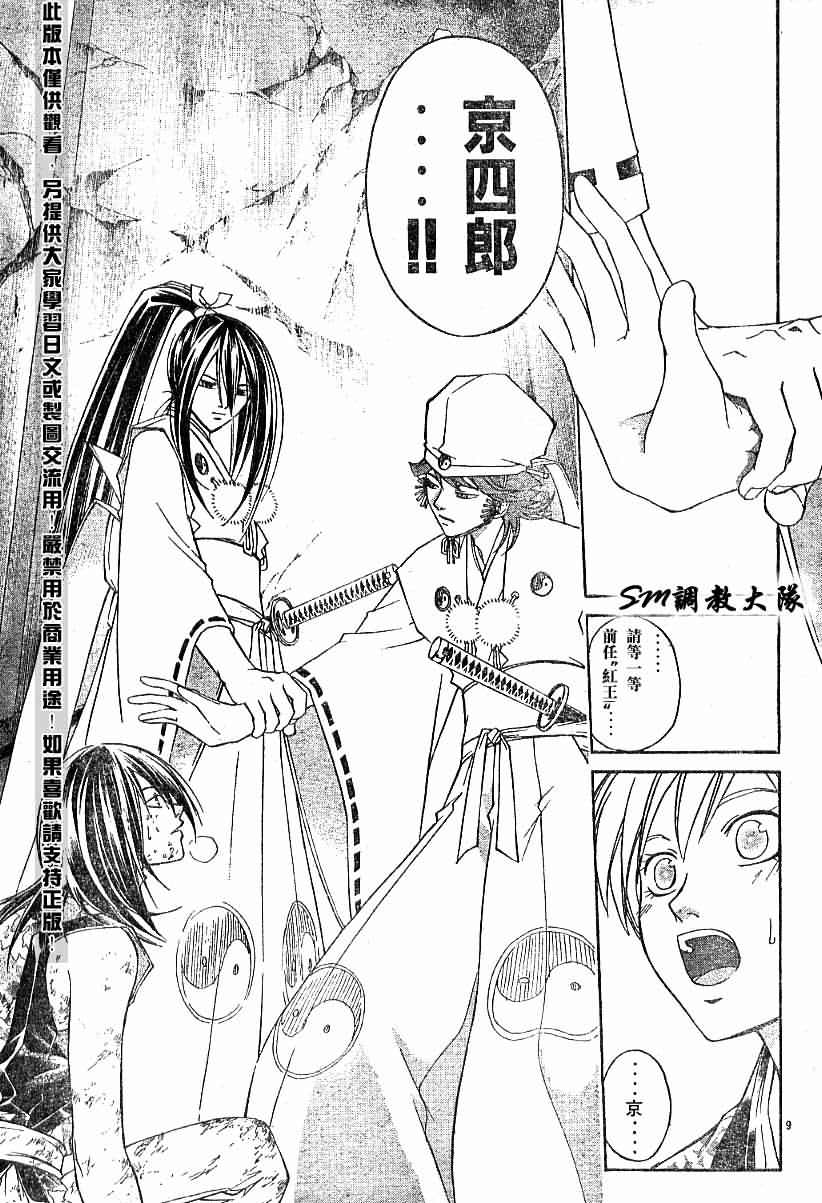 ……
請等一等
前任"紅王"…
……京……
京四郎
……!!
SM調教大隊
此版本僅供觀看，另提供大家學習日文或製圖交流用！嚴禁用於商業用途！如果喜歡請支持正版！
9